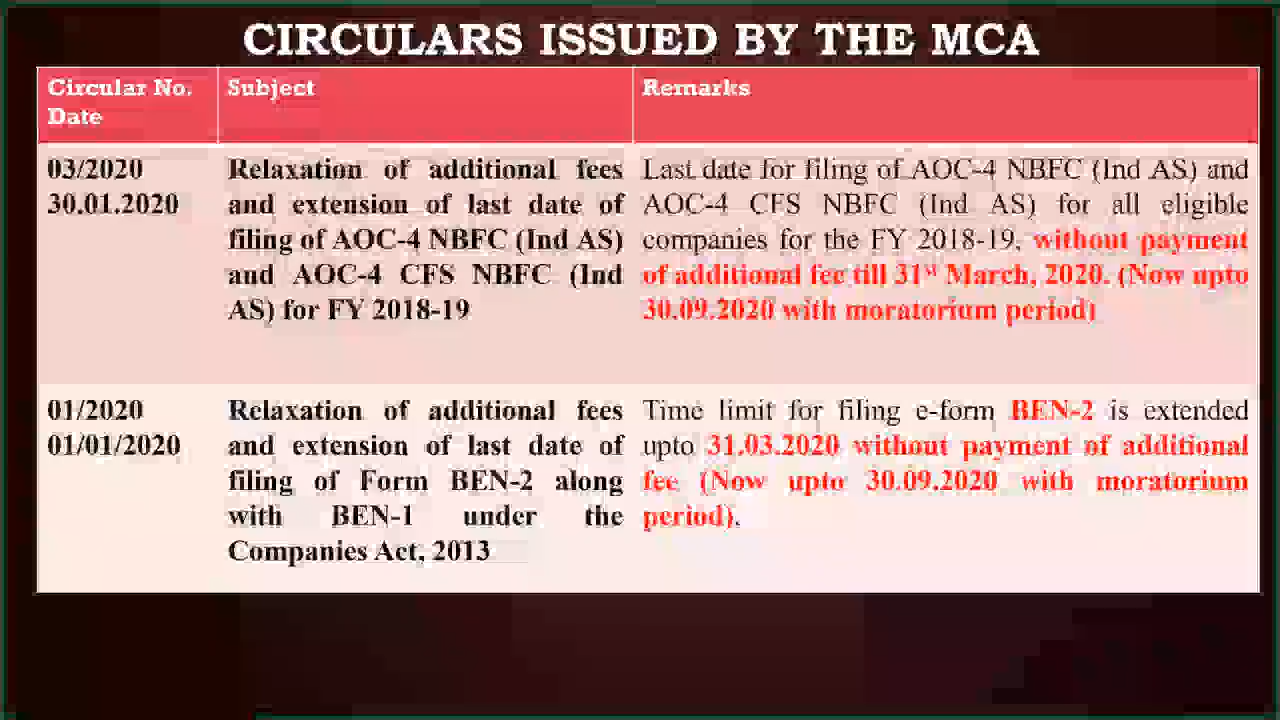 CIRCULARS ISSUED BY THE MCA
Circular No.
Date
Subject
Remarks
03/2020
30.01.2020
Relaxation of additional fees
and extension of last date of
filing of AOC-4 NBFC (Ind AS)
and AOC-4 CFS NBFC (Ind
AS) for FY 2018-19
Last date for filing of AOC-4 NBFC (Ind AS) and
AOC-4 CFS NBFC (Ind AS) for all eligible
companies for the FY 2018-19, without payment
of additional fee till 31st March, 2020. (Now upto
30.09.2020 with moratorium period)
01/2020
01/01/2020
Relaxation of additional fees
and extension of last date of
filing of Form BEN-2 along
with BEN-1 under the
Companies Act, 2013
Time limit for filing e-form BEN-2 is extended
upto 31.03.2020 without payment of additional
fee (Now upto 30.09.2020 with moratorium
period).